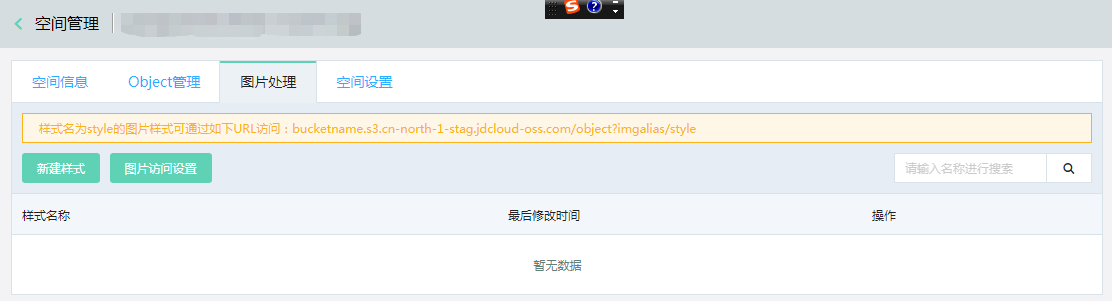 空间管理
空间信息 Object管理 图片处理 空间设置
样式名为style的图片样式可通过如下URL访问：bucketname.s3.cn-north-1-stag.jdcloud-oss.com/object?imgalias/style
新建样式 图片访问设置 请输入名称进行搜索
样式名称 最后修改时间 操作
暂无数据